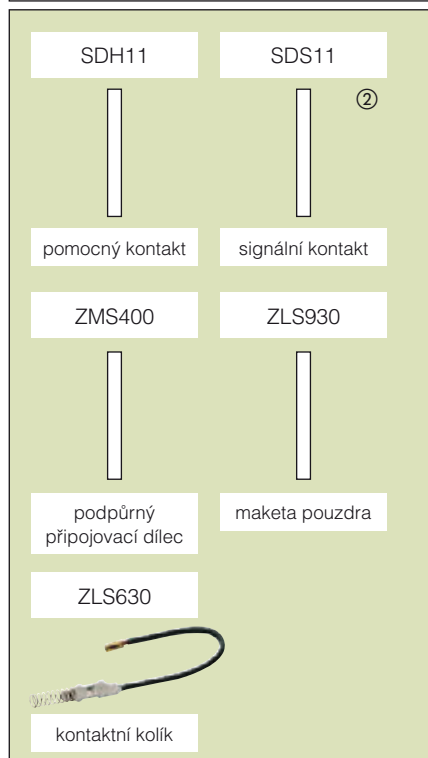 SDH11
SDS11
②
pomocný kontakt
signální kontakt
ZMS400
ZLS930
podpůrný
připojovací dílec
maketa pouzdra
ZLS630
kontaktní kolík